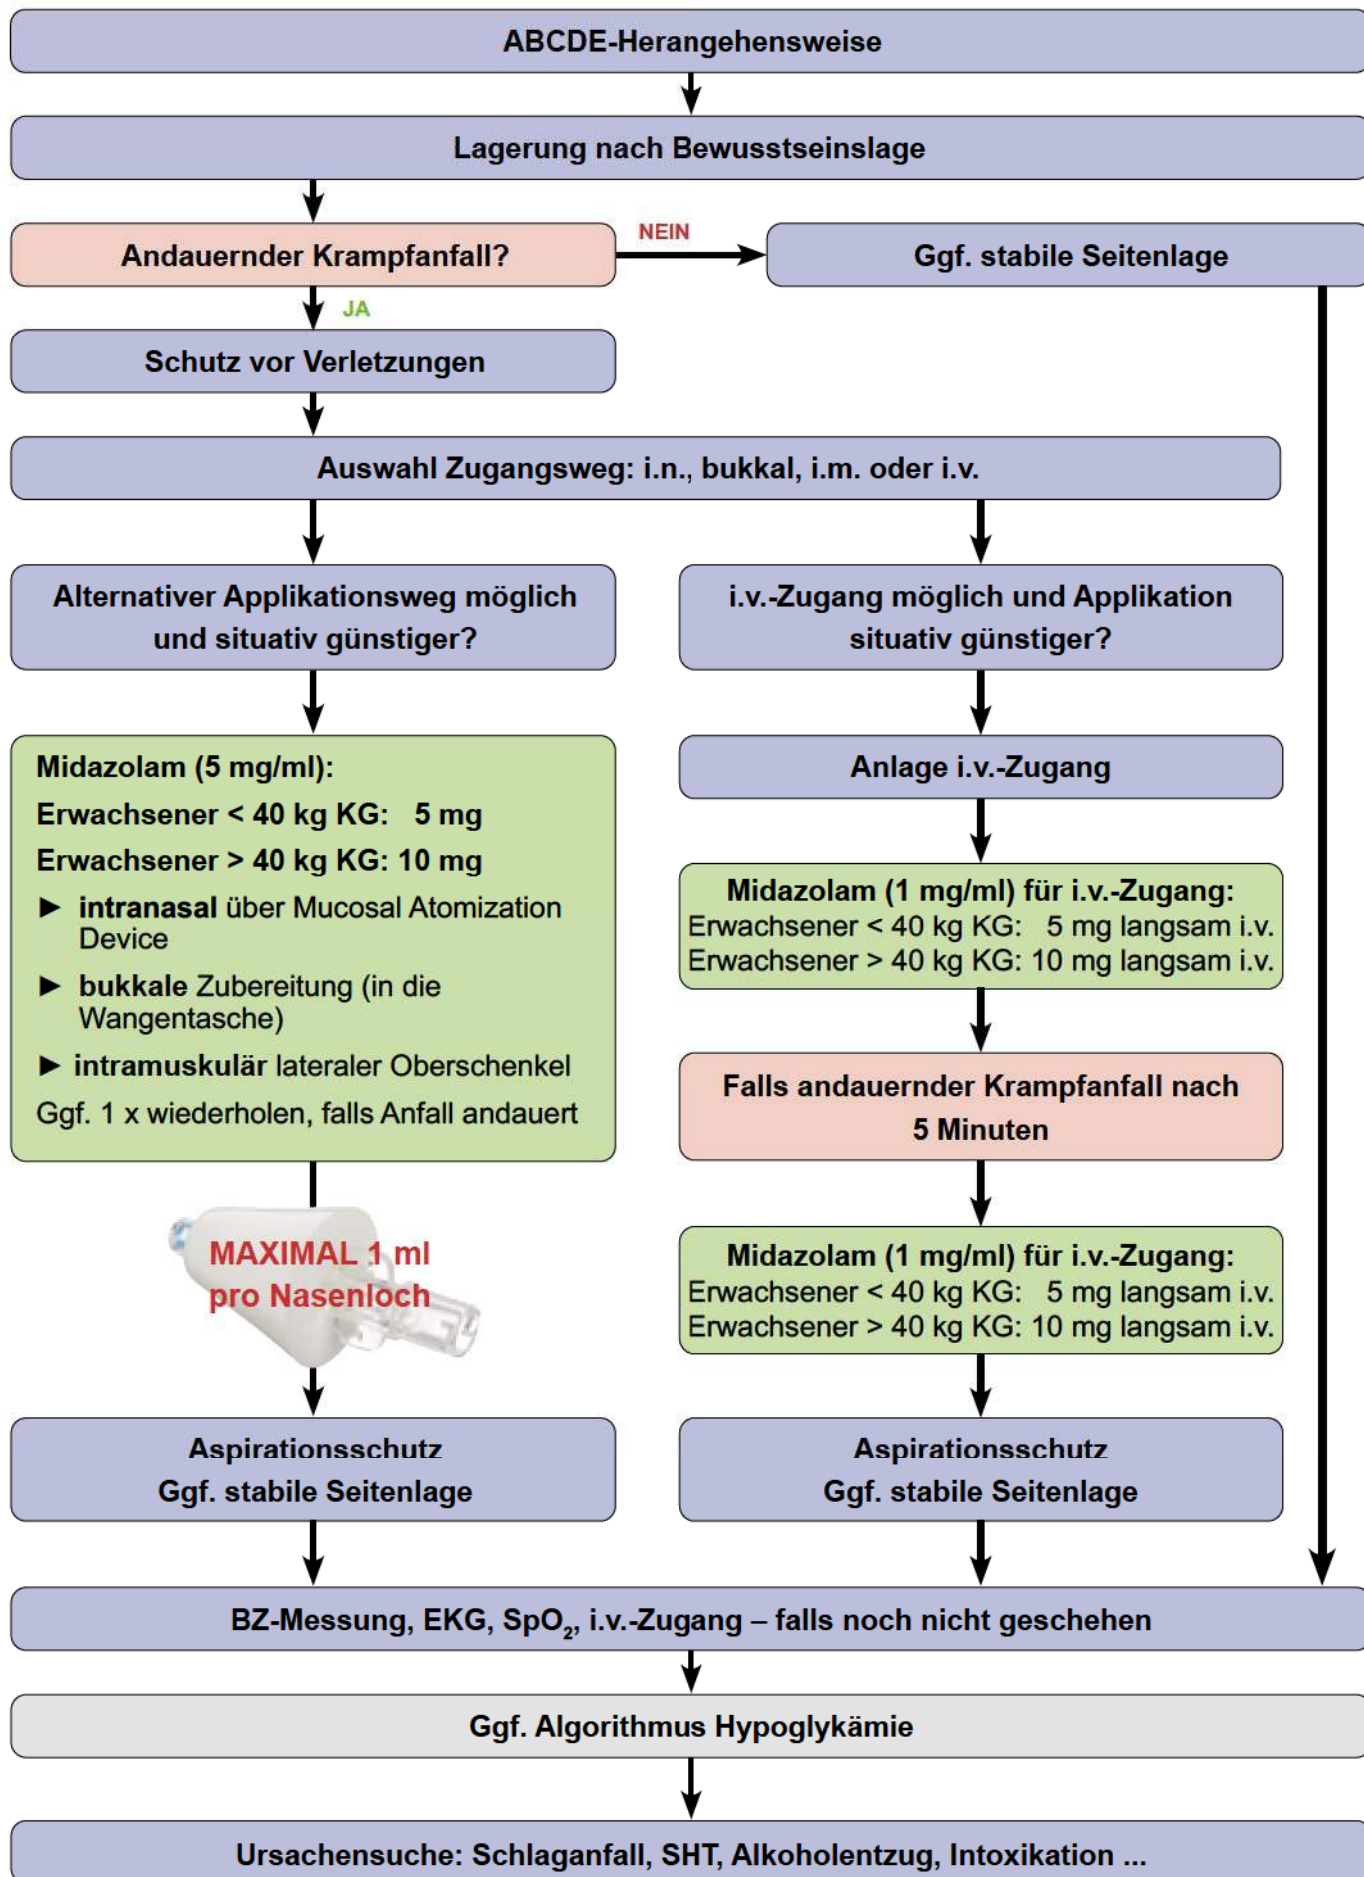 ABCDE-Herangehensweise
Lagerung nach Bewusstseinslage
Andauernder Krampfanfall?
NEIN
Ggf. stabile Seitenlage
JA
Schutz vor Verletzungen
Auswahl Zugangsweg: i.n., bukkal, i.m. oder i.v.
Alternativer Applikationsweg möglich
und situativ günstiger?
i.v.-Zugang möglich und Applikation
situativ günstiger?
Midazolam (5 mg/ml):
Erwachsener < 40 kg KG: 5 mg
Erwachsener > 40 kg KG: 10 mg
► intranasal über Mucosal Atomization
Device
► bukkale Zubereitung (in die
Wangentasche)
► intramuskulär lateraler Oberschenkel
Ggf. 1 x wiederholen, falls Anfall andauert
MAXIMAL 1 ml
pro Nasenloch
Aspirationsschutz
Ggf. stabile Seitenlage
Anlage i.v.-Zugang
Midazolam (1 mg/ml) für i.v.-Zugang:
Erwachsener < 40 kg KG: 5 mg langsam i.v.
Erwachsener > 40 kg KG: 10 mg langsam i.v.
Falls andauernder Krampfanfall nach
5 Minuten
Midazolam (1 mg/ml) für i.v.-Zugang:
Erwachsener < 40 kg KG: 5 mg langsam i.v.
Erwachsener > 40 kg KG: 10 mg langsam i.v.
Aspirationsschutz
Ggf. stabile Seitenlage
BZ-Messung, EKG, SpO₂, i.v.-Zugang – falls noch nicht geschehen
Ggf. Algorithmus Hypoglykämie
Ursachensuche: Schlaganfall, SHT, Alkoholentzug, Intoxikation ...